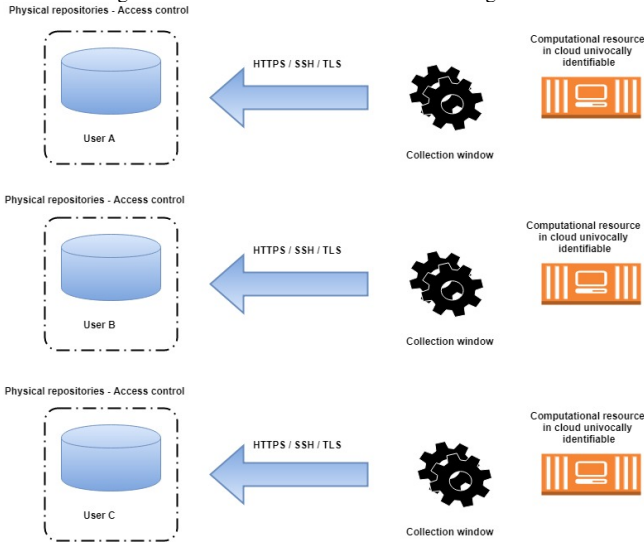 Physical repositories - Access control
HTTPS / SSH / TLS
Computational resource
in cloud univocally
identifiable
User A
Collection window
Physical repositories - Access control
HTTPS / SSH / TLS
Computational resource
in cloud univocally
identifiable
User B
Collection window
Physical repositories - Access control
HTTPS / SSH / TLS
Computational resource
in cloud univocally
identifiable
User C
Collection window